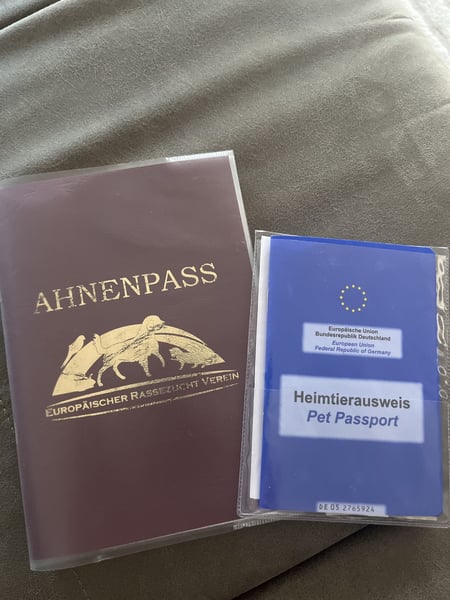 AHNENPASS
EUROPÄISCHER RASSEZUCHT VEREIN
Europäische Union
Bundesrepublik Deutschland
European Union
Federal Republic of Germany
Heimtierausweis
Pet Passport
DE 05 2765924